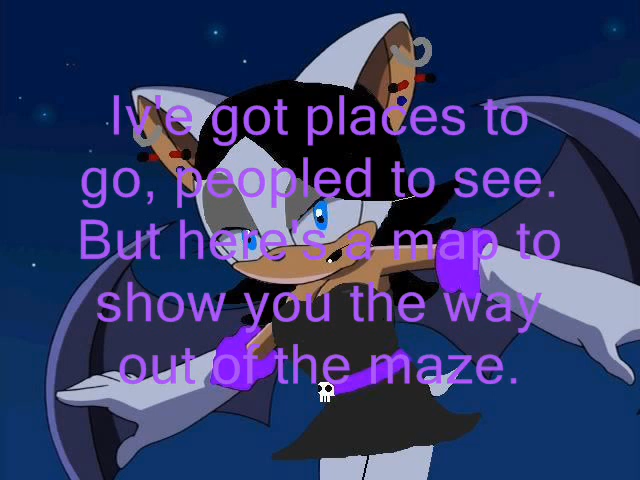 Iv'e got places to
go, peopled to see.
But here's a map to
show you the way
out of the maze.